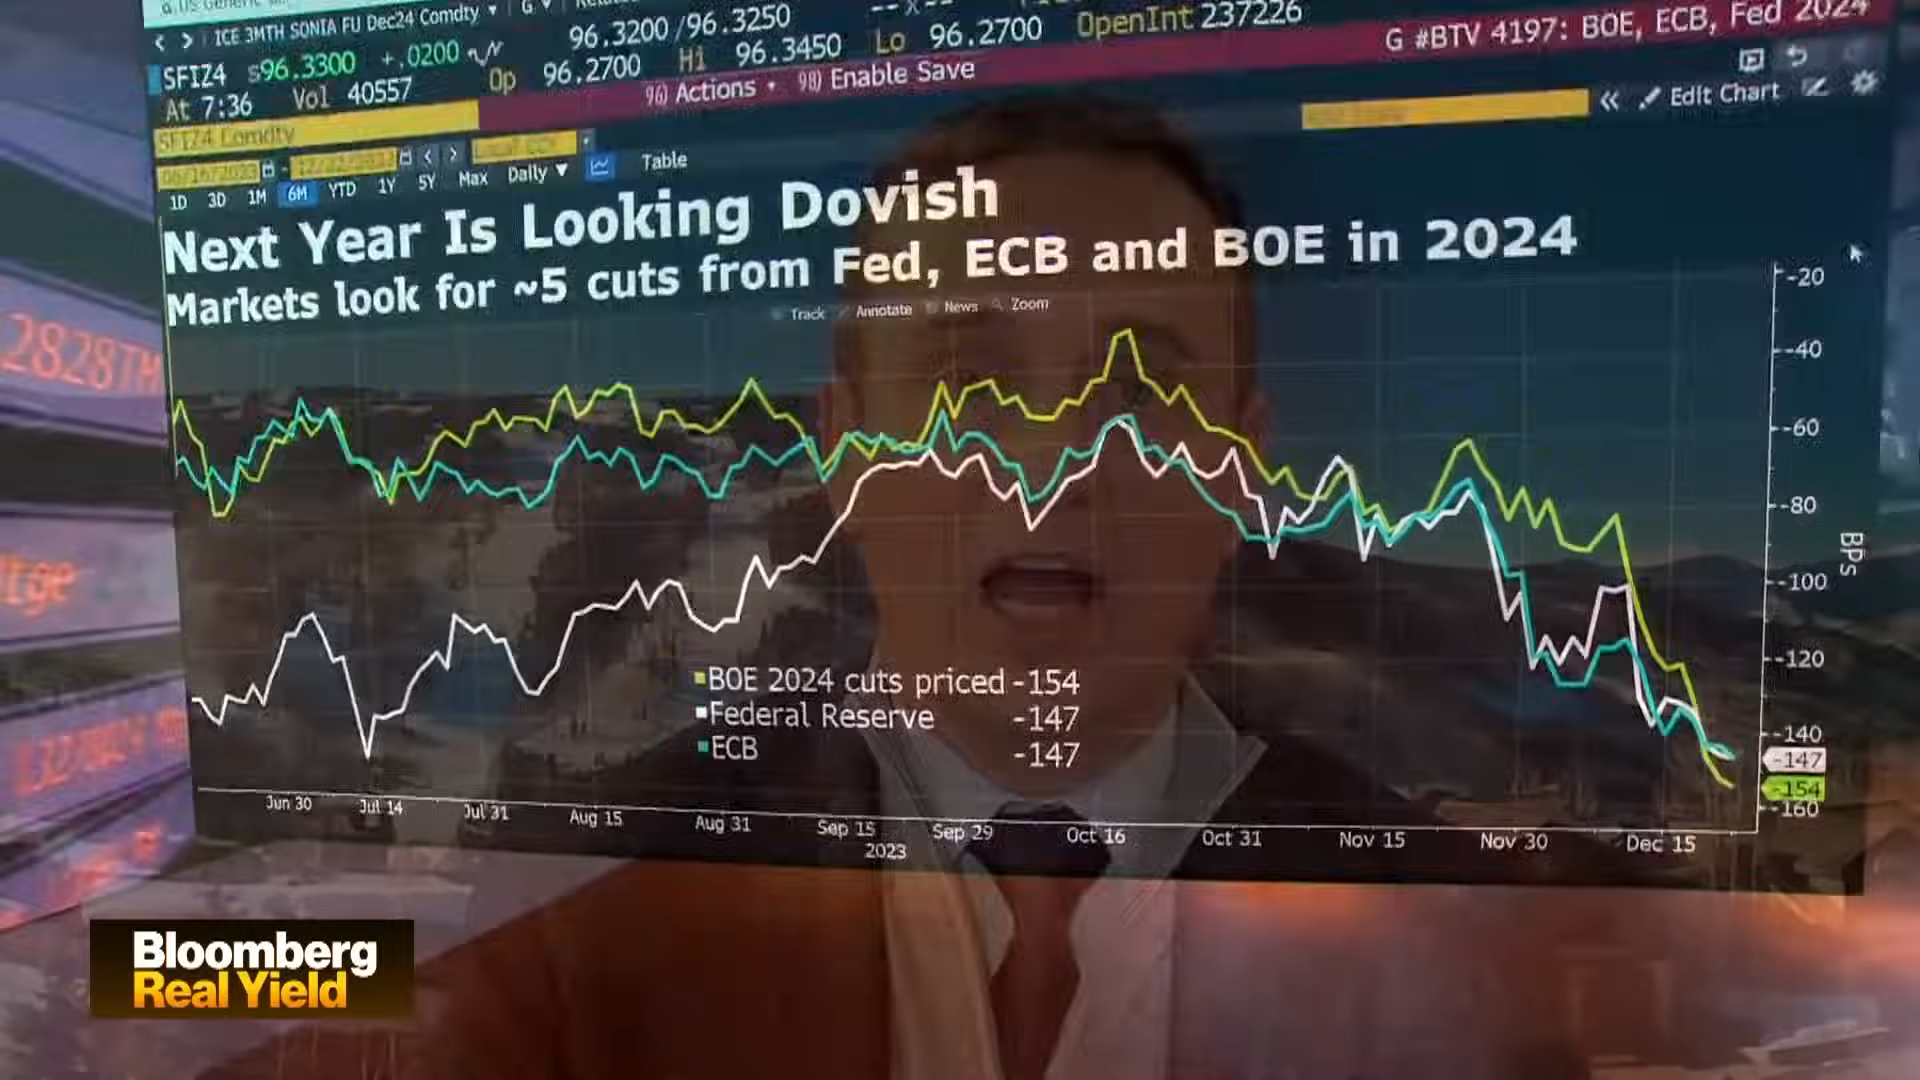 ICE 3MTH SONIA FU Dec24 Comdty
SFIZ4 s96.3300 +.0200 96.3200 /96.3250
At 7:36 Vol 40557 Op 96.2700 Hi 96.3450 Lo 96.2700 OpenInt 237226
SFIZ4 Comdty 96) Actions 98) Enable Save G #BTV 4197: BOE, ECB, Fed 2024
« Edit Chart
1D 3D 1M 6M YTD 1Y 5Y Max Daily Table
Next Year Is Looking Dovish
Markets look for ~5 cuts from Fed, ECB and BOE in 2024
Track Annotate News Zoom
-20
-40
-60
-80
-100
-120
-140
-147
-154
-160
BPs
BOE 2024 cuts priced -154
Federal Reserve -147
ECB -147
Jun 30 Jul 14 Jul 31 Aug 15 Aug 31 Sep 15 Sep 29 Oct 16 Oct 31 Nov 15 Nov 30 Dec 15
2023
2828TM
Bloomberg
Real Yield